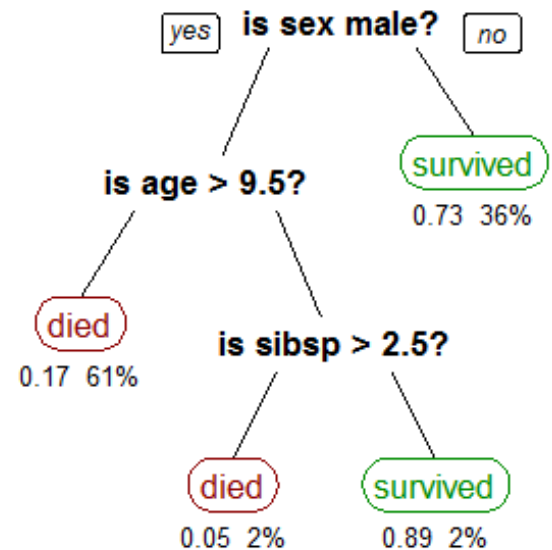 yes is sex male? no
survived
0.73 36%
is age > 9.5?
died
0.17 61%
is sibsp > 2.5?
died survived
0.05 2% 0.89 2%